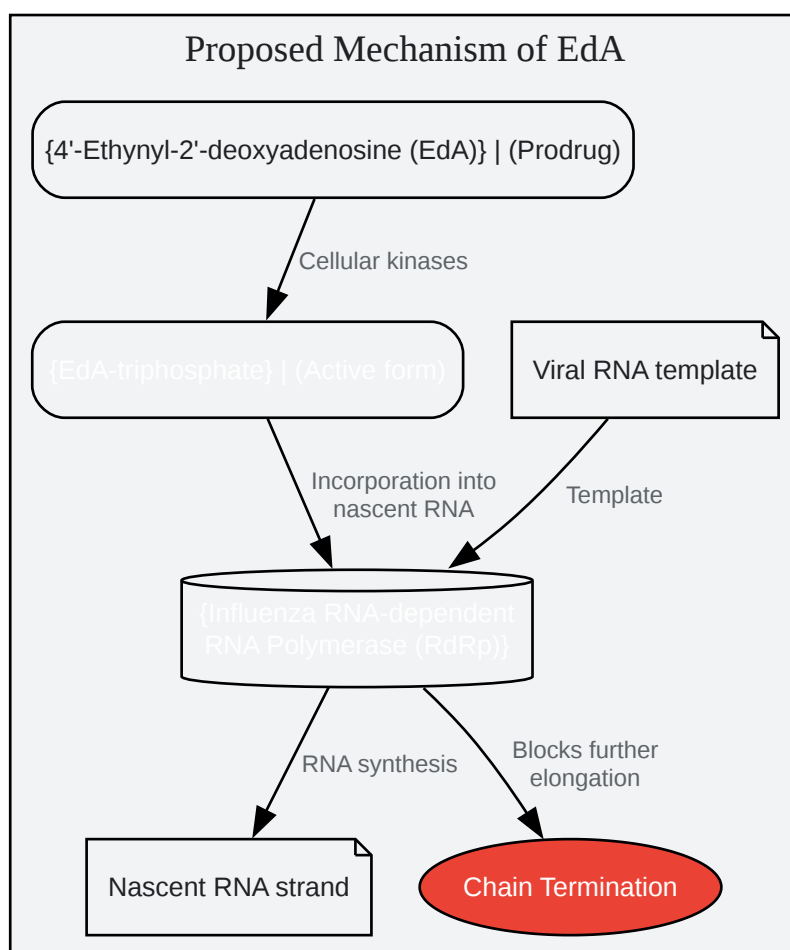 Proposed Mechanism of EdA
{4'-Ethynyl-2'-deoxyadenosine (EdA)} | (Prodrug)
Cellular kinases
{EdA-triphosphate} | (Active form)
Viral RNA template
Incorporation into
nascent RNA
Template
{Influenza RNA-dependent
RNA Polymerase (RdRp)}
RNA synthesis
Blocks further
elongation
Nascent RNA strand
Chain Termination